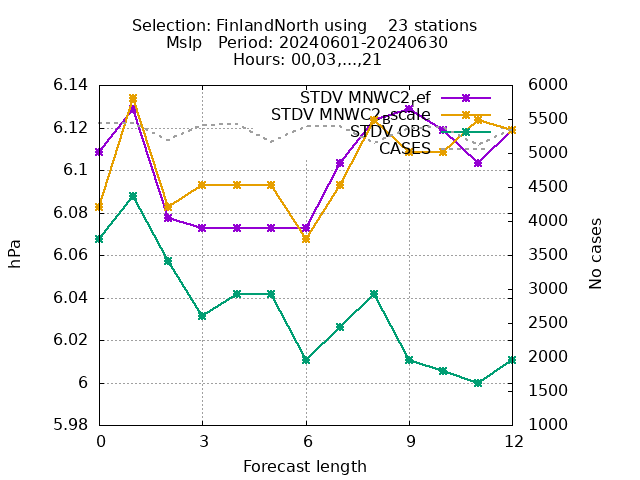 Selection: FinlandNorth using 23 stations
Mslp Period: 20240601-20240630
Hours: 00,03,...,21
STDV MNWC2_ef
STDV MNWC2_Bscale
STDV OBS
CASES
6.14
6.12
6.1
6.08
6.06
6.04
6.02
6
5.98
hPa
6000
5500
5000
4500
4000
3500
3000
2500
2000
1500
1000
No cases
0 3 6 9 12
Forecast length